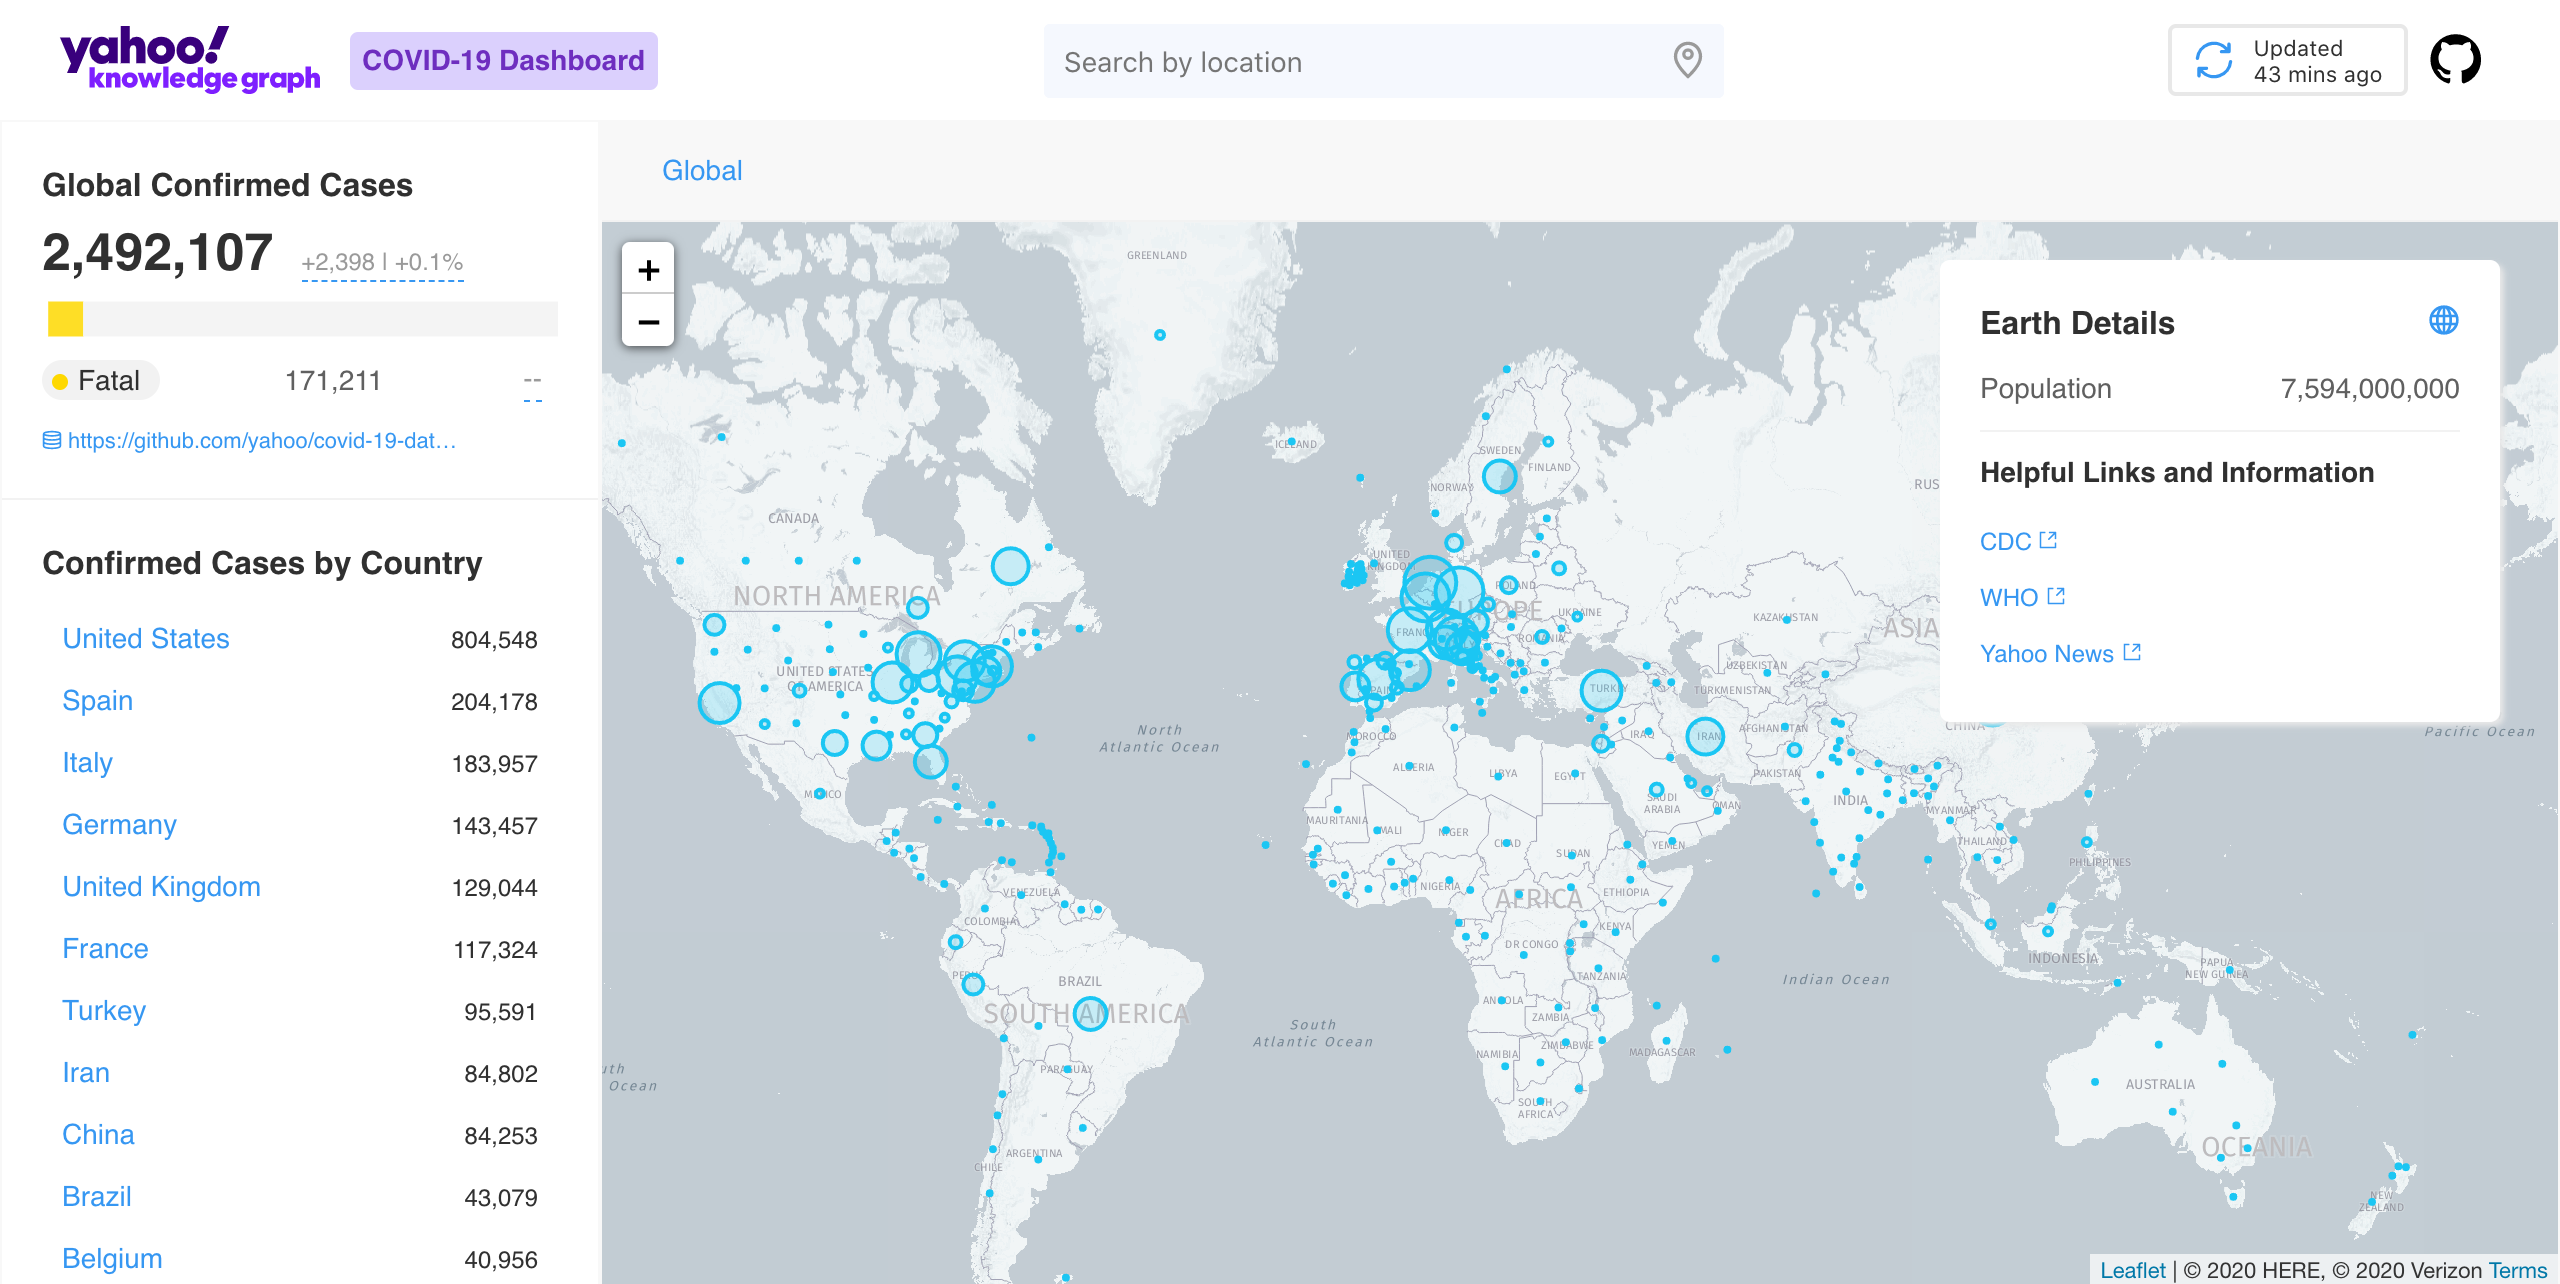 yahoo!
knowledge graph
COVID-19 Dashboard
Search by location
Updated
43 mins ago
Global Confirmed Cases
2,492,107 +2,398 | +0.1%
Fatal 171,211 --
https://github.com/yahoo/covid-19-dat…
Confirmed Cases by Country
United States 804,548
Spain 204,178
Italy 183,957
Germany 143,457
United Kingdom 129,044
France 117,324
Turkey 95,591
Iran 84,802
China 84,253
Brazil 43,079
Belgium 40,956
Global
+
−
GREENLAND
ICELAND
SWEDEN
FINLAND
NORWAY
RUS
CANADA
UNITED
KINGDOM
NORTH AMERICA
POLAND
EUROPE
UKRAINE
KAZAKHSTAN
ASIA
FRANC
ROMANIA
UNITED STATES
OF AMERICA
UZBEKISTAN
TURKMENISTAN
SPAIN
TURKEY
North
Atlantic Ocean
MOROCCO
IRAQ
IRAN
AFGHANISTAN
CHINA
Pacific Ocean
ALGERIA
LIBYA
EGYPT
PAKISTAN
MEXICO
SAUDI
ARABIA
OMAN
INDIA
MYANMAR
MAURITANIA
MALI
NIGER
CHAD
SUDAN
YEMEN
THAILAND
PHILIPPINES
VENEZUELA
NIGERIA
AFRICA
ETHIOPIA
COLOMBIA
KENYA
DR CONGO
INDONESIA
PAPUA
NEW GUINEA
PERU
BRAZIL
TANZANIA
Indian Ocean
SOUTH AMERICA
ANGOLA
ZAMBIA
South
Atlantic Ocean
ZIMBABWE
NAMIBIA
MADAGASCAR
uth
Ocean
PARAGUAY
AUSTRALIA
SOUTH
AFRICA
OCEANIA
ARGENTINA
CHILE
NEW
ZEALAND
Earth Details
Population 7,594,000,000
Helpful Links and Information
CDC
WHO
Yahoo News
Leaflet | © 2020 HERE, © 2020 Verizon Terms